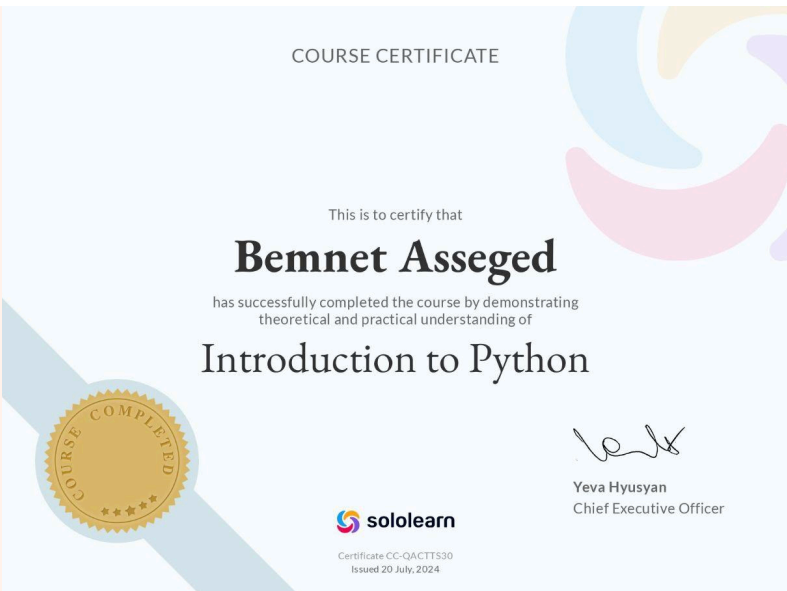 COURSE CERTIFICATE
This is to certify that
Bemnet Asseged
has successfully completed the course by demonstrating
theoretical and practical understanding of
Introduction to Python
COURSE COMPLETED
Yeva Hyusyan
Chief Executive Officer
sololearn
Certificate CC-QACTTS30
Issued 20 July, 2024